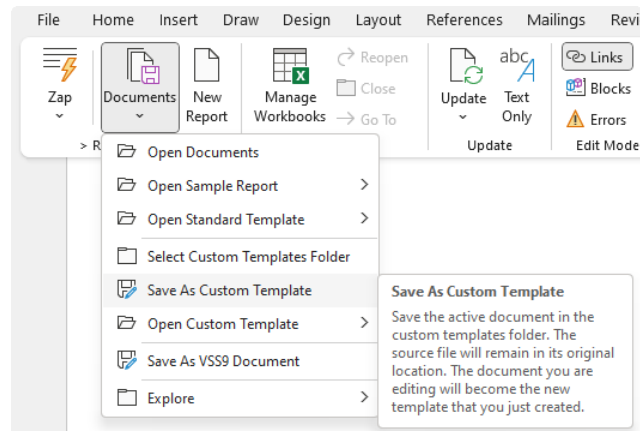 File Home Insert Draw Design Layout References Mailings Revi
Zap
Documents
New
Report
Manage
Workbooks
Reopen
Close
Go To
Update
abc
Text
Only
Links
Blocks
Errors
> R
Update
Edit Mode
Open Documents
Open Sample Report
Open Standard Template
Select Custom Templates Folder
Save As Custom Template
Open Custom Template
Save As VSS9 Document
Explore
Save As Custom Template
Save the active document in the
custom templates folder. The
source file will remain in its original
location. The document you are
editing will become the new
template that you just created.